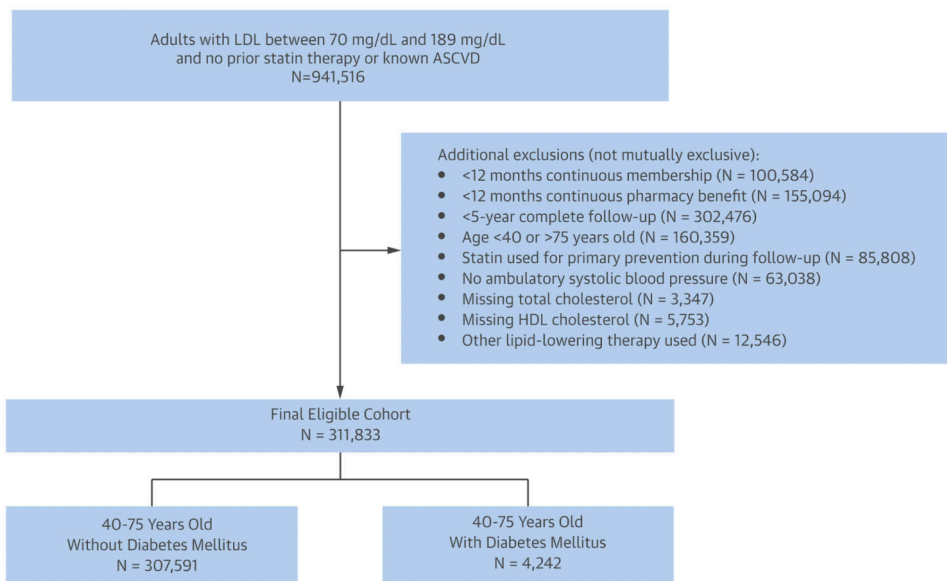 Adults with LDL between 70 mg/dL and 189 mg/dL
and no prior statin therapy or known ASCVD
N=941,516
Additional exclusions (not mutually exclusive):
• <12 months continuous membership (N = 100,584)
• <12 months continuous pharmacy benefit (N = 155,094)
• <5-year complete follow-up (N = 302,476)
• Age <40 or >75 years old (N = 160,359)
• Statin used for primary prevention during follow-up (N = 85,808)
• No ambulatory systolic blood pressure (N = 63,038)
• Missing total cholesterol (N = 3,347)
• Missing HDL cholesterol (N = 5,753)
• Other lipid-lowering therapy used (N = 12,546)
Final Eligible Cohort
N = 311,833
40-75 Years Old
Without Diabetes Mellitus
N = 307,591
40-75 Years Old
With Diabetes Mellitus
N = 4,242